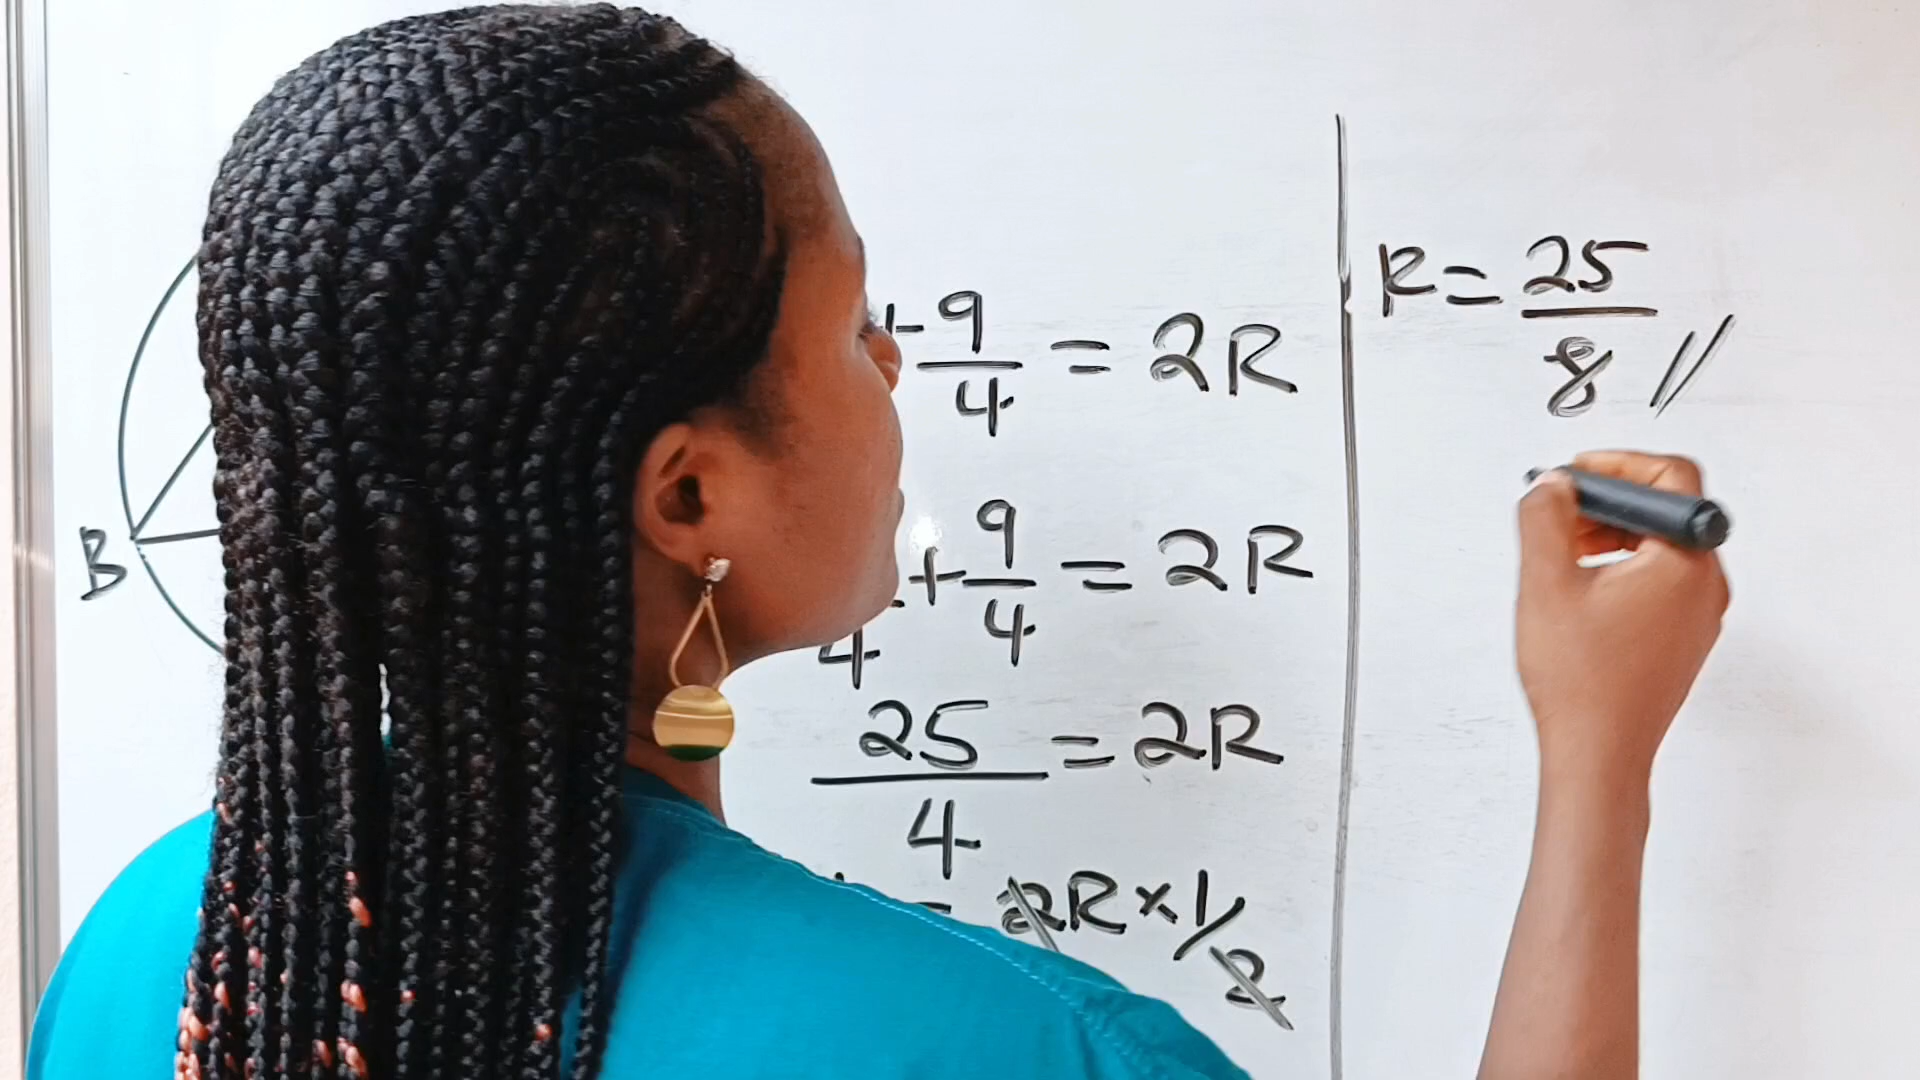 B
+ 9/4 = 2R
4 + 9/4 = 2R
25/4 = 2R
= 2R × 1/2
R = 25/8 //